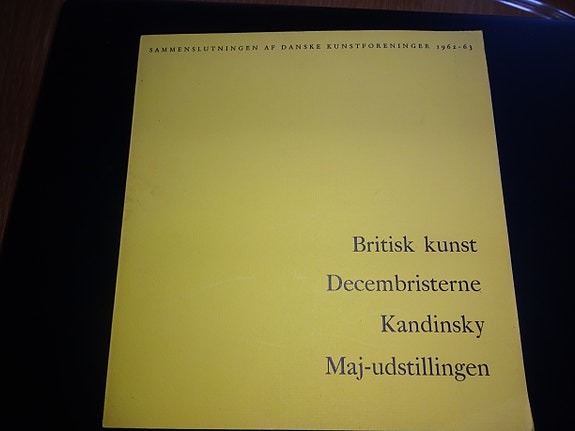 SAMMENSLUTNINGEN AF DANSKE KUNSTFORENINGER 1962-63
Britisk kunst
Decembristerne
Kandinsky
Maj-udstillingen